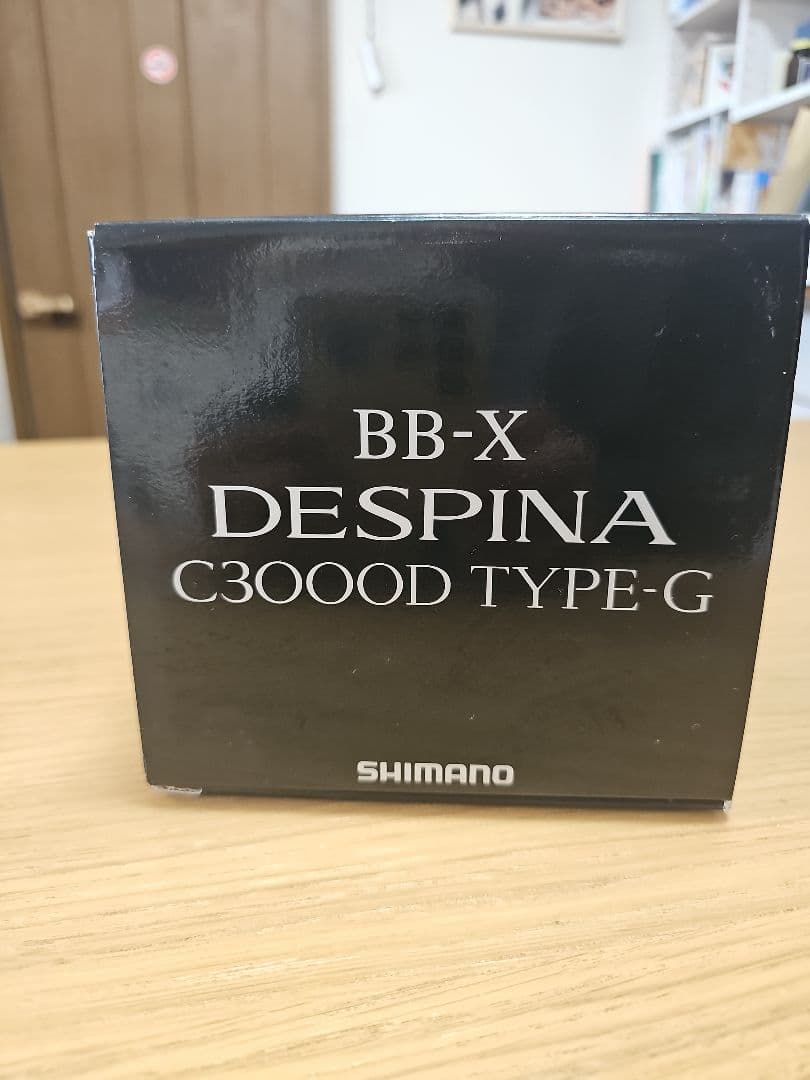 BB-X
DESPINA
C3000D TYPE-G
SHIMANO